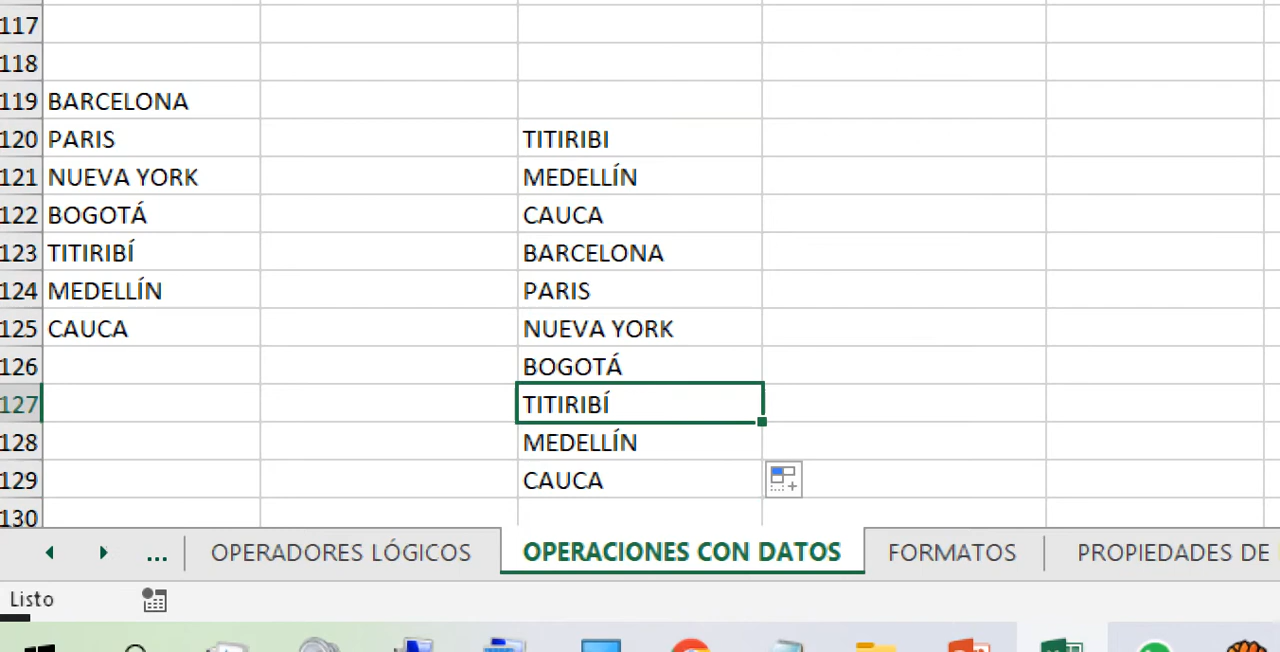 117
118
119 BARCELONA
120 PARIS TITIRIBI
121 NUEVA YORK MEDELLÍN
122 BOGOTÁ CAUCA
123 TITIRIBÍ BARCELONA
124 MEDELLÍN PARIS
125 CAUCA NUEVA YORK
126 BOGOTÁ
127 TITIRIBÍ
128 MEDELLÍN
129 CAUCA
130
... OPERADORES LÓGICOS OPERACIONES CON DATOS FORMATOS PROPIEDADES DE
Listo